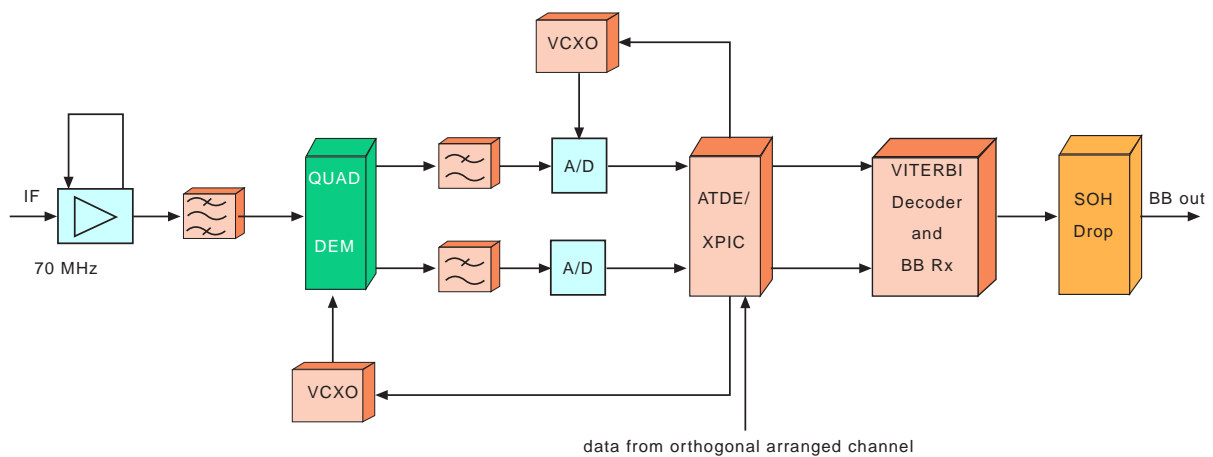 VCXO
IF
70 MHz
QUAD
DEM
A/D
A/D
ATDE/
XPIC
VITERBI
Decoder
and
BB Rx
SOH
Drop
BB out
VCXO
data from orthogonal arranged channel